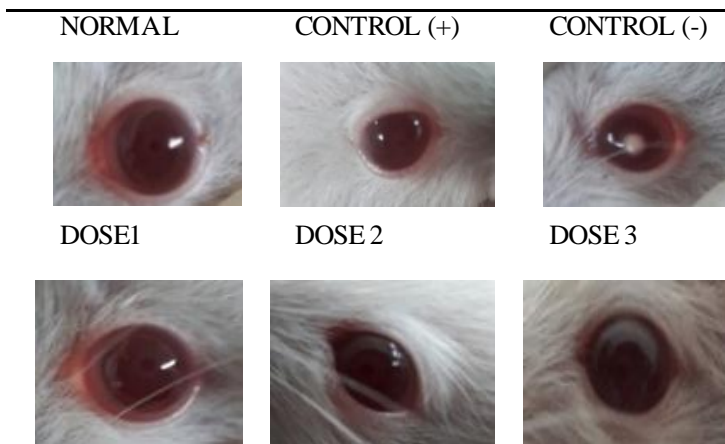 NORMAL CONTROL (+) CONTROL (-)
DOSE1 DOSE 2 DOSE 3